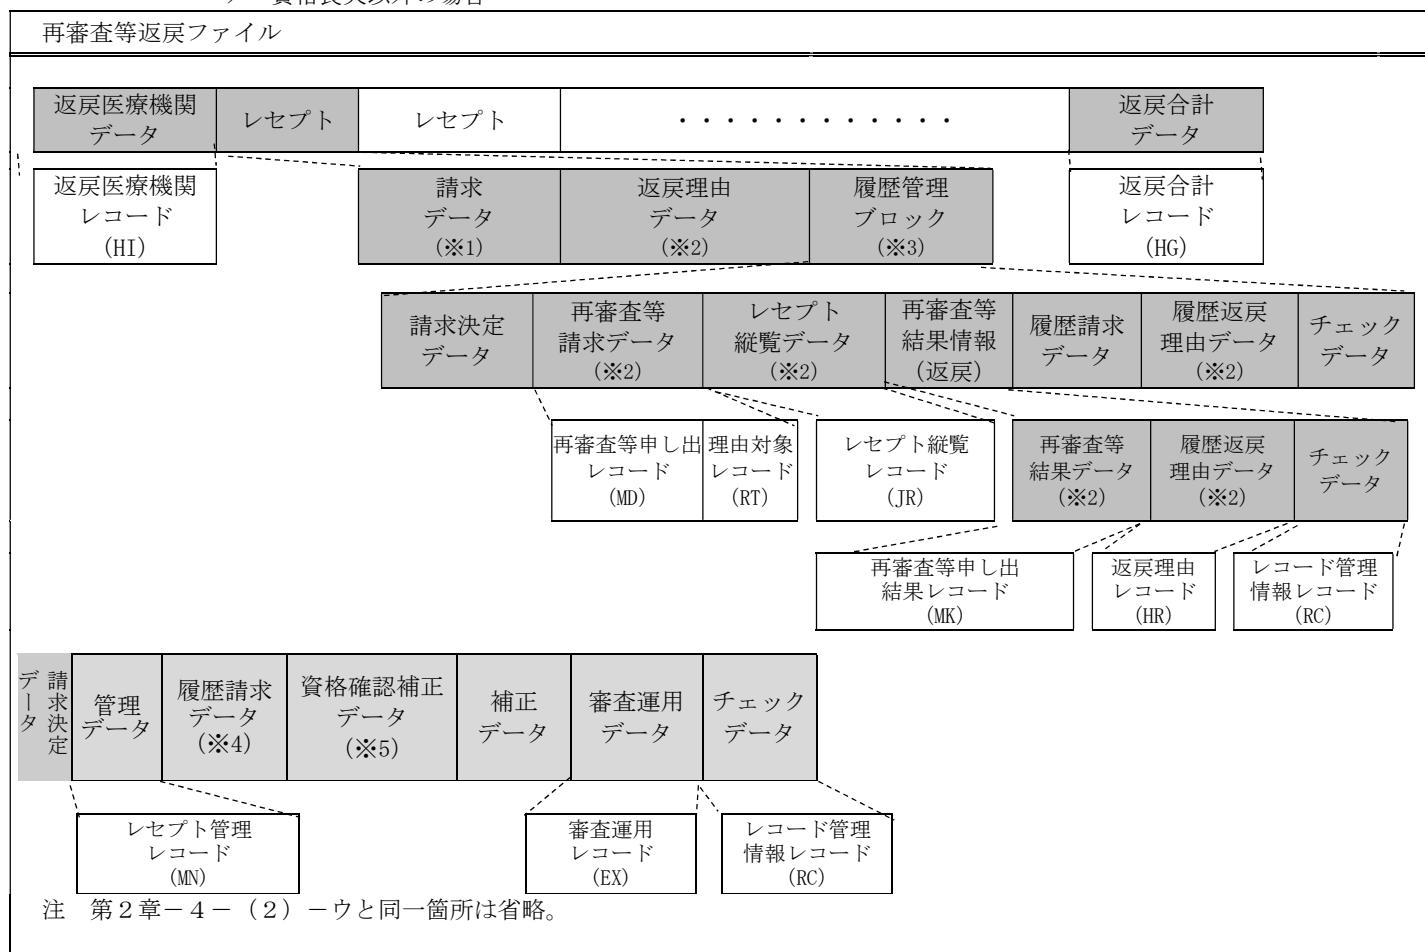 資格喪失以外の場合
再審査等返戻ファイル
返戻医療機関
データ
レセプト
レセプト
・・・・・・・・・・・・
返戻合計
データ
返戻医療機関
レコード
(HI)
請求
データ
(※1)
返戻理由
データ
(※2)
履歴管理
ブロック
(※3)
返戻合計
レコード
(HG)
請求決定
データ
再審査等
請求データ
(※2)
レセプト
縦覧データ
(※2)
再審査等
結果情報
(返戻)
履歴請求
データ
履歴返戻
理由データ
(※2)
チェック
データ
再審査等申し出
レコード
(MD)
理由対象
レコード
(RT)
レセプト縦覧
レコード
(JR)
再審査等
結果データ
(※2)
履歴返戻
理由データ
(※2)
チェック
データ
再審査等申し出
結果レコード
(MK)
返戻理由
レコード
(HR)
レコード管理
情報レコード
(RC)
請求決定
データ
管理
データ
履歴請求
データ
(※4)
資格確認補正
データ
(※5)
補正
データ
審査運用
データ
チェック
データ
レセプト管理
レコード
(MN)
審査運用
レコード
(EX)
レコード管理
情報レコード
(RC)
注　第2章－4－(2)－ウと同一箇所は省略。